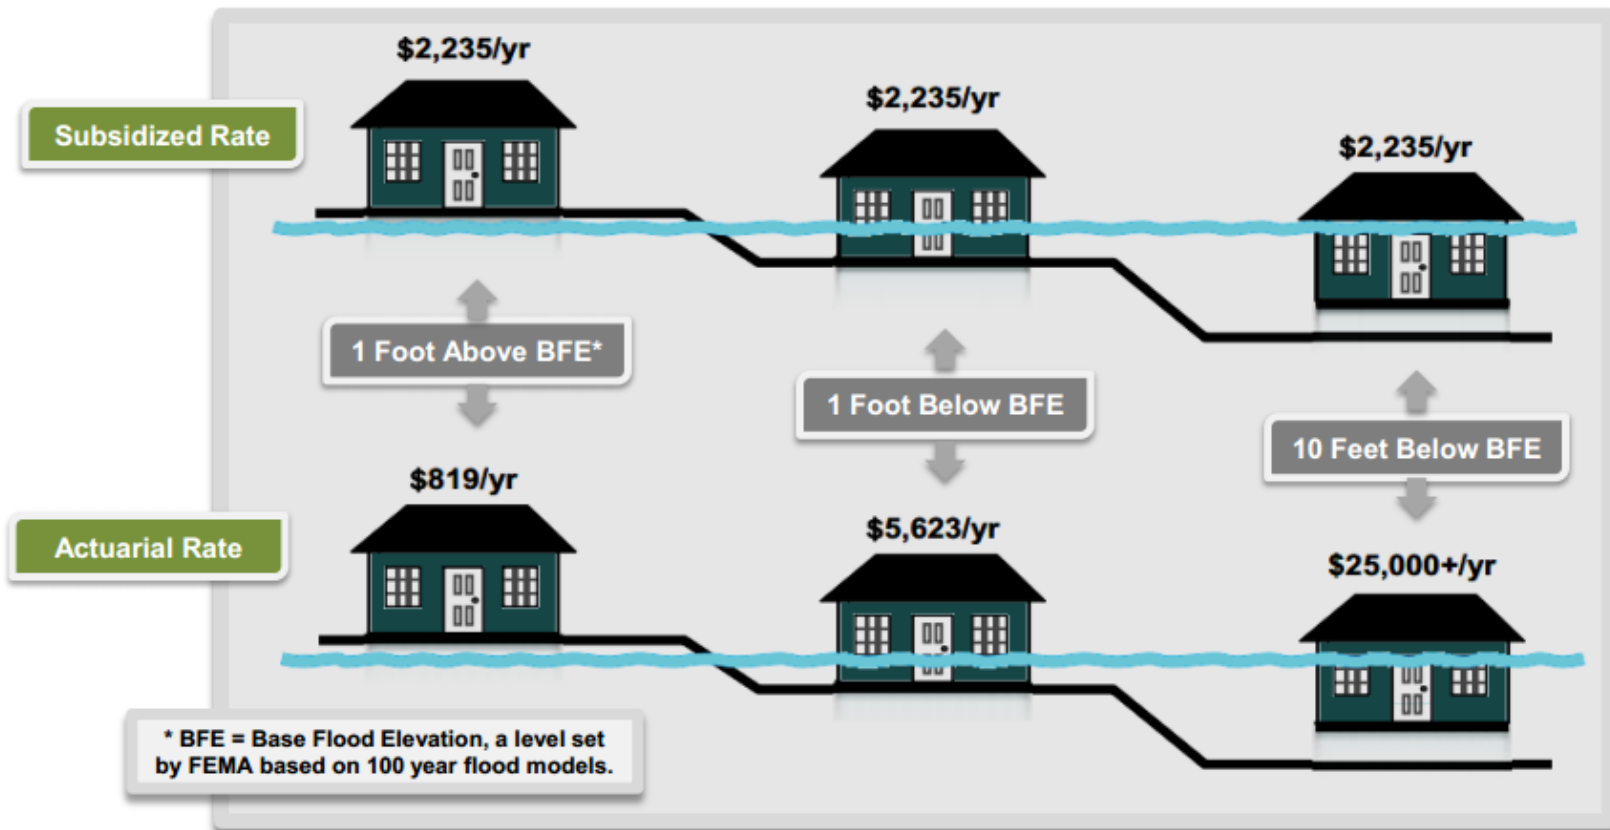 $2,235/yr
$2,235/yr
$2,235/yr
Subsidized Rate
1 Foot Above BFE*
1 Foot Below BFE
10 Feet Below BFE
$819/yr
$5,623/yr
$25,000+/yr
Actuarial Rate
* BFE = Base Flood Elevation, a level set
by FEMA based on 100 year flood models.